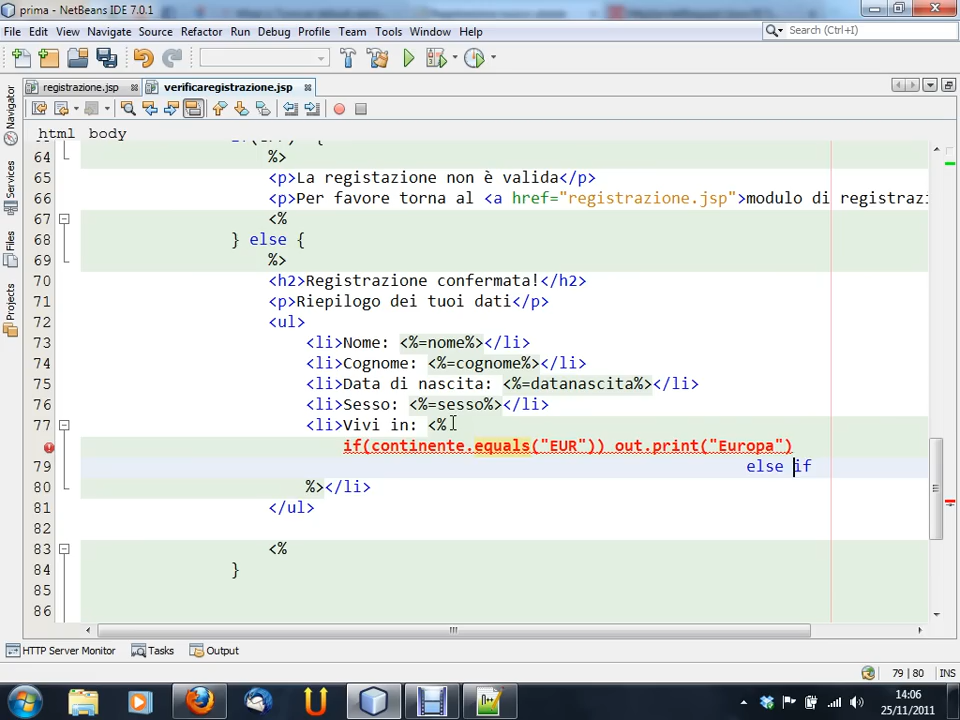 prima - NetBeans IDE 7.0.1
File Edit View Navigate Source Refactor Run Debug Profile Team Tools Window Help
Search (Ctrl+I)
registrazione.jsp verificaregistrazione.jsp
html body
Navigator
Services
Files
Projects
64 %>
65 <p>La registazione non è valida</p>
66 <p>Per favore torna al <a href="registrazione.jsp">modulo di registrazi
67 <%
68 } else {
69 %>
70 <h2>Registrazione confermata!</h2>
71 <p>Riepilogo dei tuoi dati</p>
72 <ul>
73 <li>Nome: <%=nome%></li>
74 <li>Cognome: <%=cognome%></li>
75 <li>Data di nascita: <%=datanascita%></li>
76 <li>Sesso: <%=sesso%></li>
77 <li>Vivi in: <%
if(continente.equals("EUR")) out.print("Europa")
79 else if
80 %></li>
81 </ul>
82
83 <%
84 }
85
86
HTTP Server Monitor Tasks Output
79 | 80 INS
14:06
25/11/2011